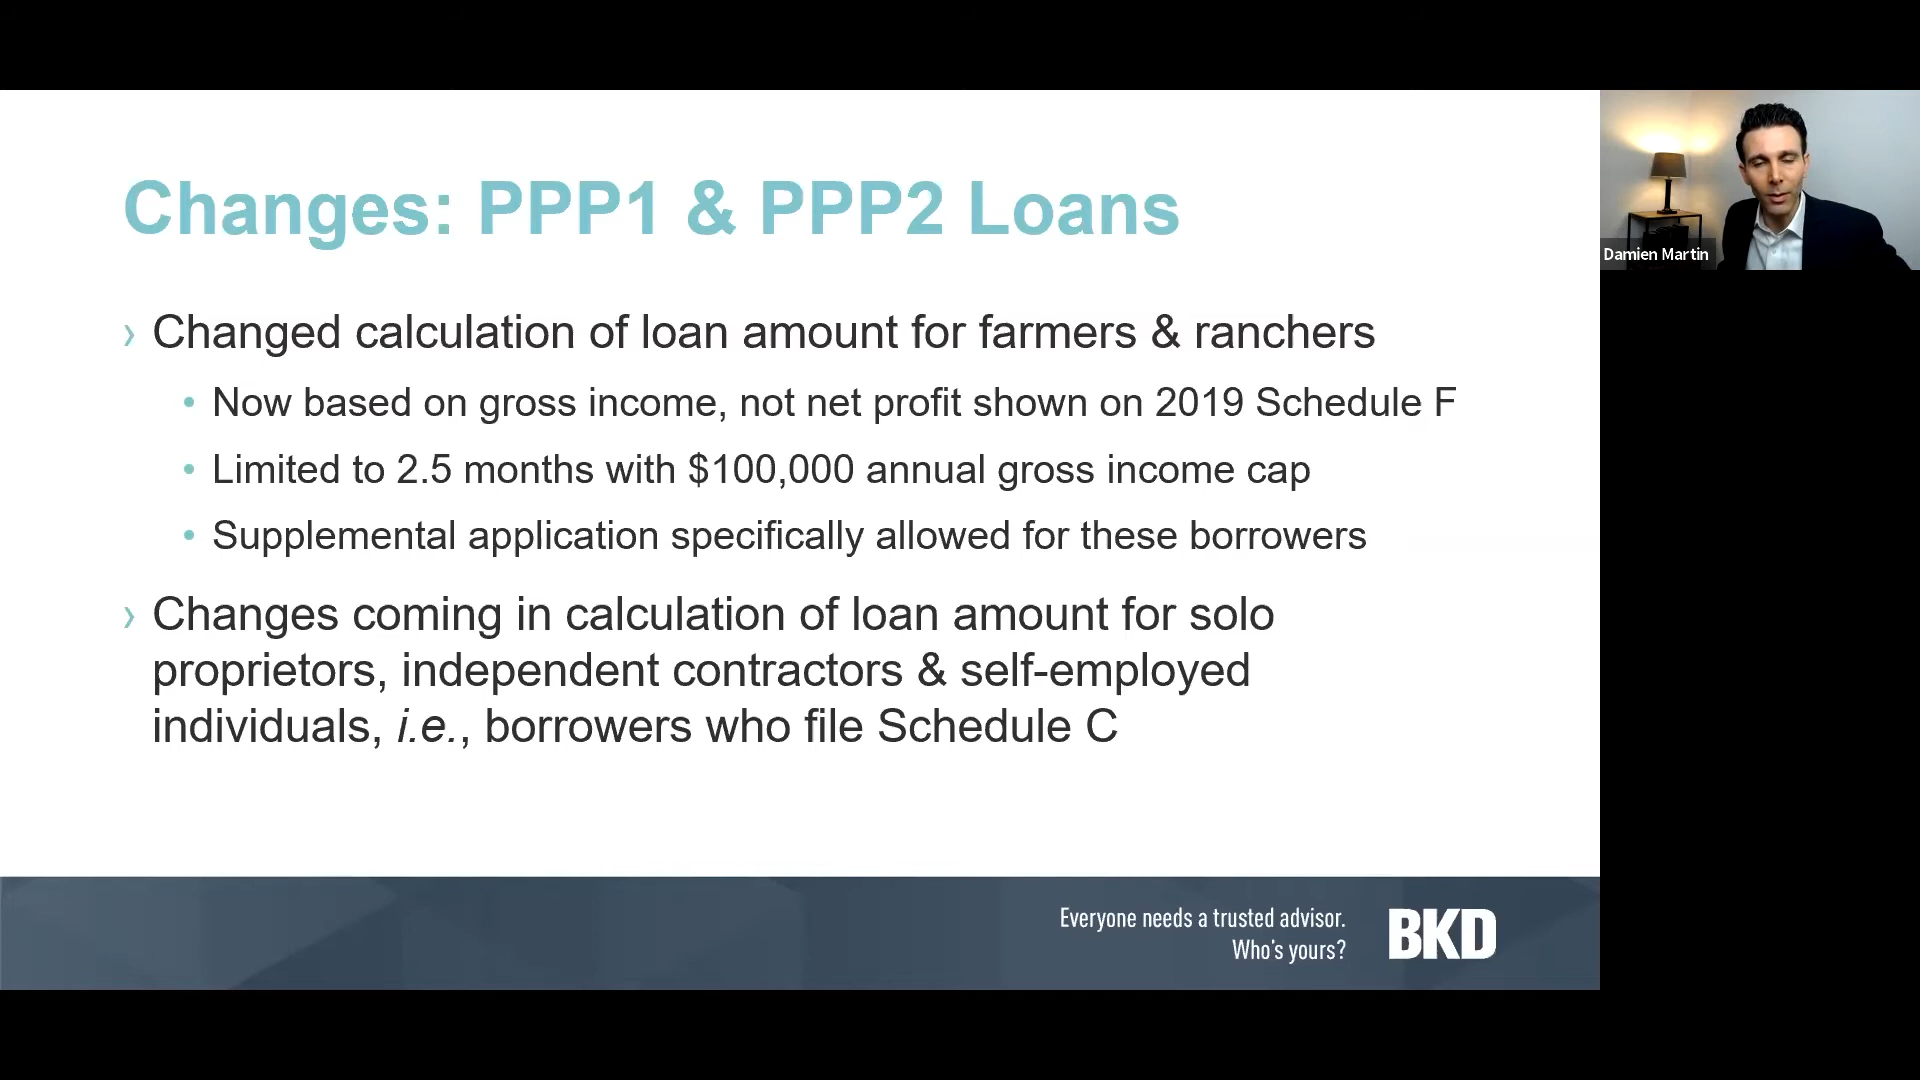 Changes: PPP1 & PPP2 Loans
› Changed calculation of loan amount for farmers & ranchers
• Now based on gross income, not net profit shown on 2019 Schedule F
• Limited to 2.5 months with $100,000 annual gross income cap
• Supplemental application specifically allowed for these borrowers
› Changes coming in calculation of loan amount for solo
proprietors, independent contractors & self-employed
individuals, i.e., borrowers who file Schedule C
Everyone needs a trusted advisor.
Who's yours?
BKD
Damien Martin